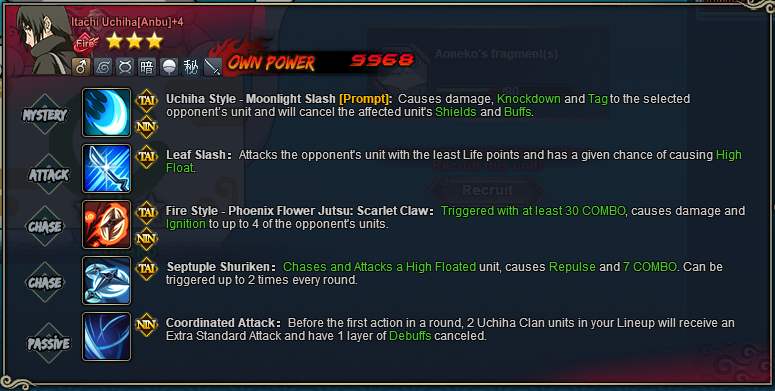 Itachi Uchiha[Anbu]+4
Fire
暗 秘
OWN POWER 9968
Aoneko's fragment(s)
Recruit
MYSTERY
TAI
NIN
Uchiha Style - Moonlight Slash [Prompt]: Causes damage, Knockdown and Tag to the selected
opponent's unit and will cancel the affected unit's Shields and Buffs.
ATTACK
TAI
Leaf Slash: Attacks the opponent's unit with the least Life points and has a given chance of causing High
Float.
CHASE
TAI
NIN
Fire Style - Phoenix Flower Jutsu: Scarlet Claw: Triggered with at least 30 COMBO, causes damage and
Ignition to up to 4 of the opponent's units.
CHASE
TAI
Septuple Shuriken: Chases and Attacks a High Floated unit, causes Repulse and 7 COMBO. Can be
triggered up to 2 times every round.
PASSIVE
NIN
Coordinated Attack: Before the first action in a round, 2 Uchiha Clan units in your Lineup will receive an
Extra Standard Attack and have 1 layer of Debuffs canceled.